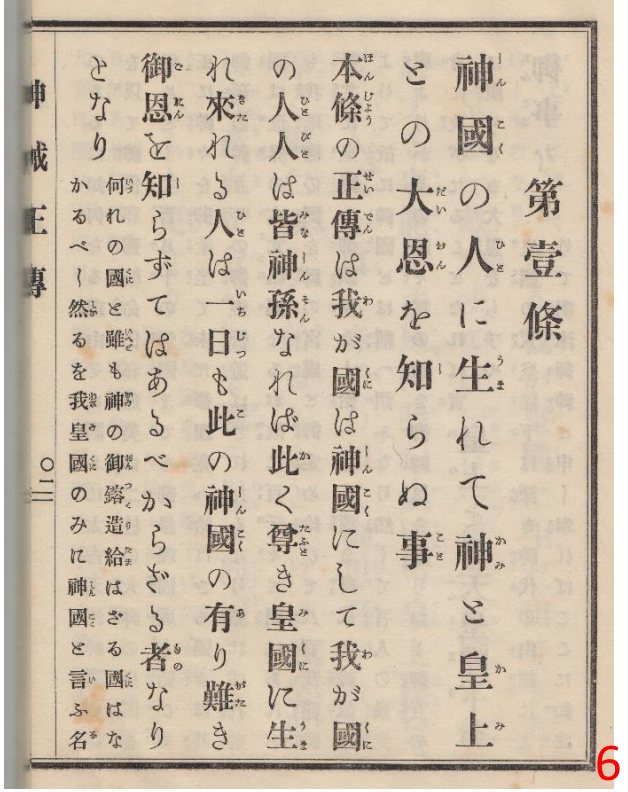 第壹條
神國の人に生れて神と皇上
との大恩を知らぬ事
本條の正傳は我が國は神國にして我が國
の人人は皆神孫なれば此く尊き皇國に生
れ來れる人は一日も此の神國の有り難き
御恩を知らずてはあるべからざる者なり
となり
何れの國と雖も神の御鎔造給はざる國はな
かるべし然るを我皇國のみに神國と言ふ名
神誡正傳
〇二
6